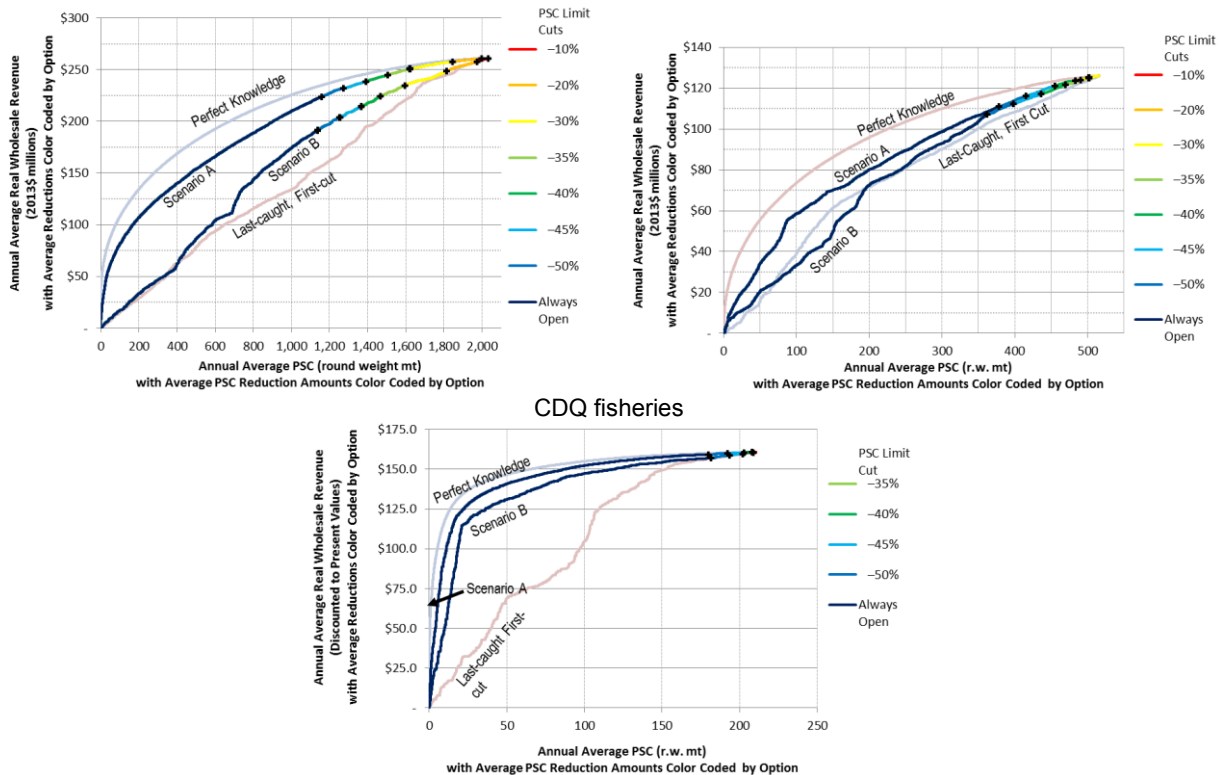 Annual Average Real Wholesale Revenue
(2013$ millions)
with Average Reductions Color Coded by Option
$300
$250
$200
$150
$100
$50
-
Perfect Knowledge
Scenario A
Scenario B
Last-caught, First-cut
0 200 400 600 800 1,000 1,200 1,400 1,600 1,800 2,000
Annual Average PSC (round weight mt)
with Average PSC Reduction Amounts Color Coded by Option
PSC Limit
Cuts
–10%
–20%
–30%
–35%
–40%
–45%
–50%
Always
Open
Annual Average Real Wholesale Revenue
(2013$ millions)
with Average Reductions Color Coded by Option
$140
$120
$100
$80
$60
$40
$20
-
Perfect Knowledge
Scenario A
Last-Caught, First Cut
Scenario B
0 100 200 300 400 500
Annual Average PSC (r.w. mt)
with Average PSC Reduction Amounts Color Coded by Option
PSC Limit
Cuts
–10%
–20%
–30%
–35%
–40%
–45%
–50%
Always
Open
CDQ fisheries
Annual Average Real Wholesale Revenue
(Discounted to Present Values)
with Average Reductions Color Coded by Option
$175.0
$150.0
$125.0
$100.0
$75.0
$50.0
$25.0
-
Perfect Knowledge
Scenario B
Scenario A
Last-caught, First-
cut
0 50 100 150 200 250
Annual Average PSC (r.w. mt)
with Average PSC Reduction Amounts Color Coded by Option
PSC Limit
Cut
–35%
–40%
–45%
–50%
Always
Open